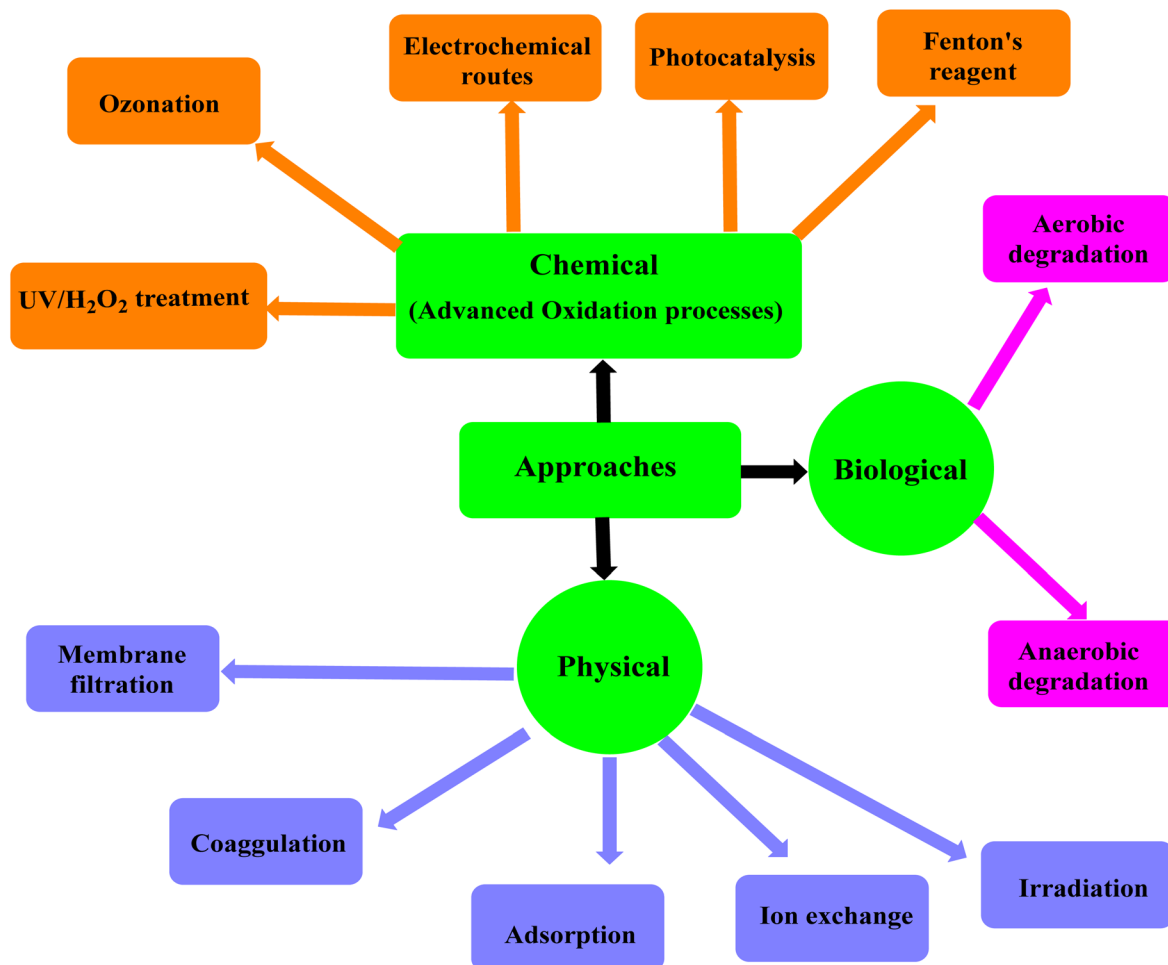 Electrochemical
routes
Photocatalysis
Fenton's
reagent
Ozonation
Aerobic
degradation
Chemical
(Advanced Oxidation processes)
UV/H₂O₂ treatment
Approaches
Biological
Membrane
filtration
Physical
Anaerobic
degradation
Coaggulation
Adsorption
Ion exchange
Irradiation